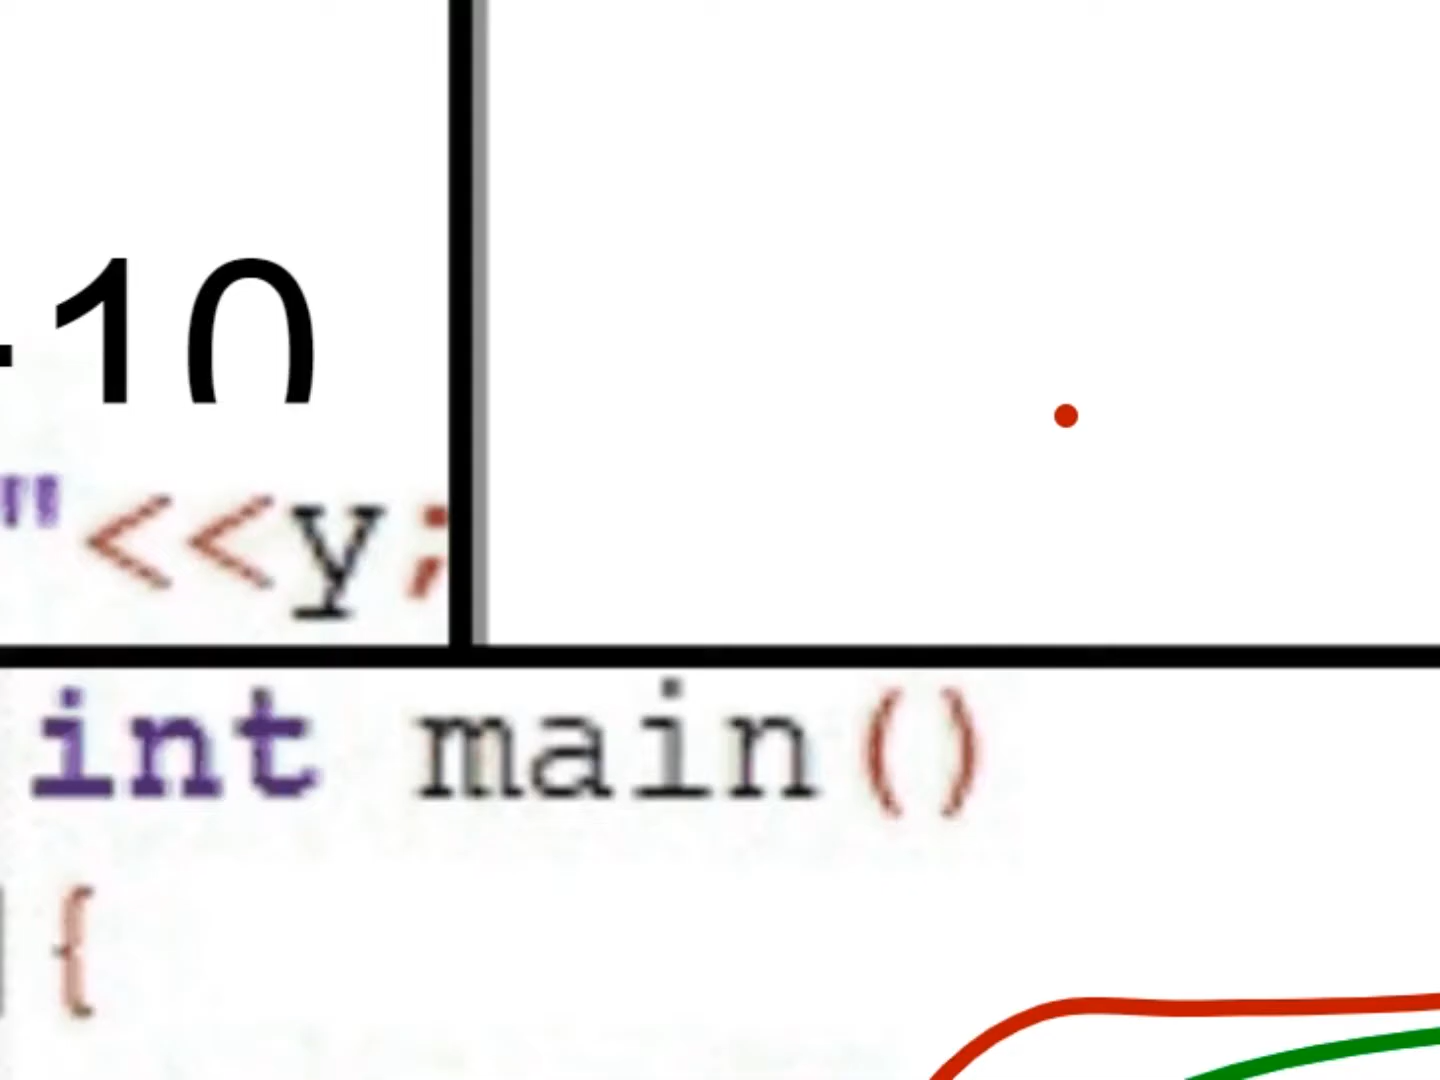 -10
"<<y;
int main()
{